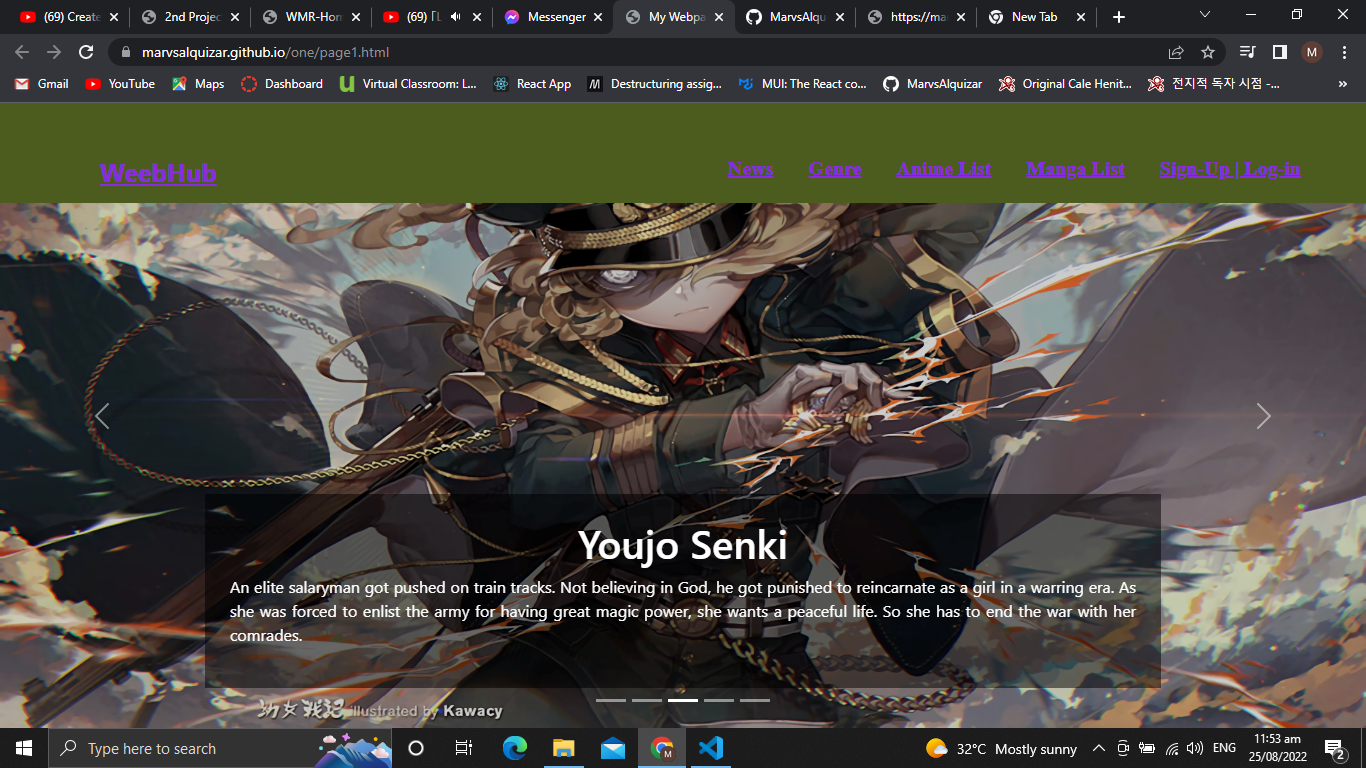 (69) Create
2nd Projec
WMR-Hom
(69) 「L
Messenger
My Webpa
MarvsAlqu
https://mar
New Tab
marvsalquizar.github.io/one/page1.html
M
Gmail
YouTube
Maps
Dashboard
Virtual Classroom: L...
React App
Destructuring assig...
MUI: The React co...
MarvsAlquizar
Original Cale Henit...
전지적 독자 시점 -...
»
WeebHub
News
Genre
Anime List
Manga List
Sign-Up | Log-in
Youjo Senki
An elite salaryman got pushed on train tracks. Not believing in God, he got punished to reincarnate as a girl in a warring era. As
she was forced to enlist the army for having great magic power, she wants a peaceful life. So she has to end the war with her
comrades.
幼女戦記 illustrated by Kawacy
Type here to search
32°C Mostly sunny
ENG
11:53 am
25/08/2022
2